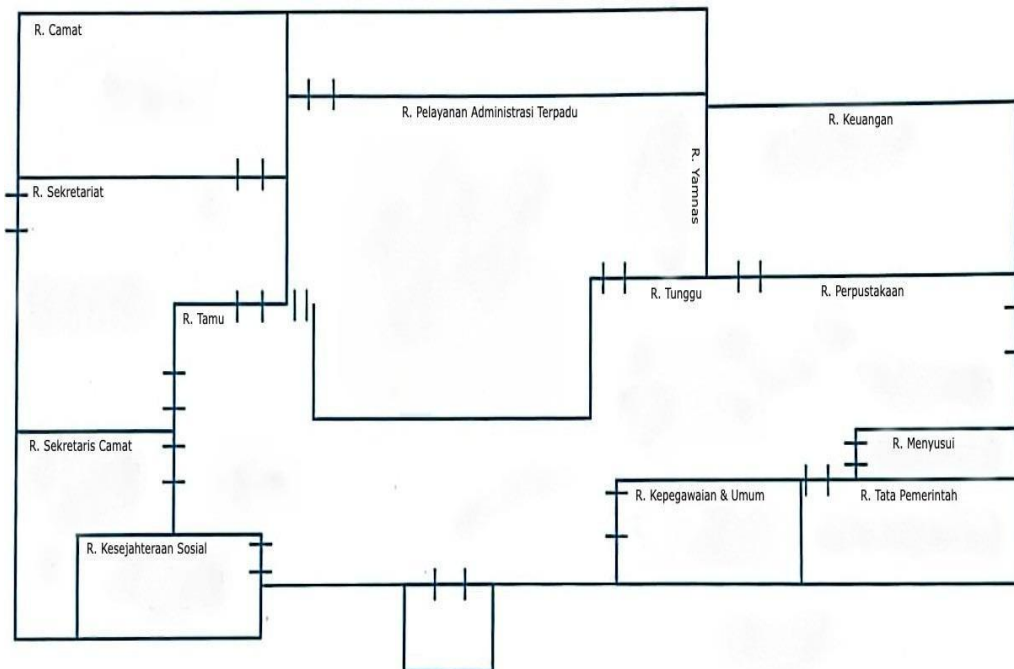 R. Camat
R. Pelayanan Administrasi Terpadu
R. Keuangan
R. Yamnas
R. Sekretariat
R. Tamu
R. Tunggu
R. Perpustakaan
R. Sekretaris Camat
R. Menyusui
R. Kepegawaian & Umum
R. Tata Pemerintah
R. Kesejahteraan Sosial